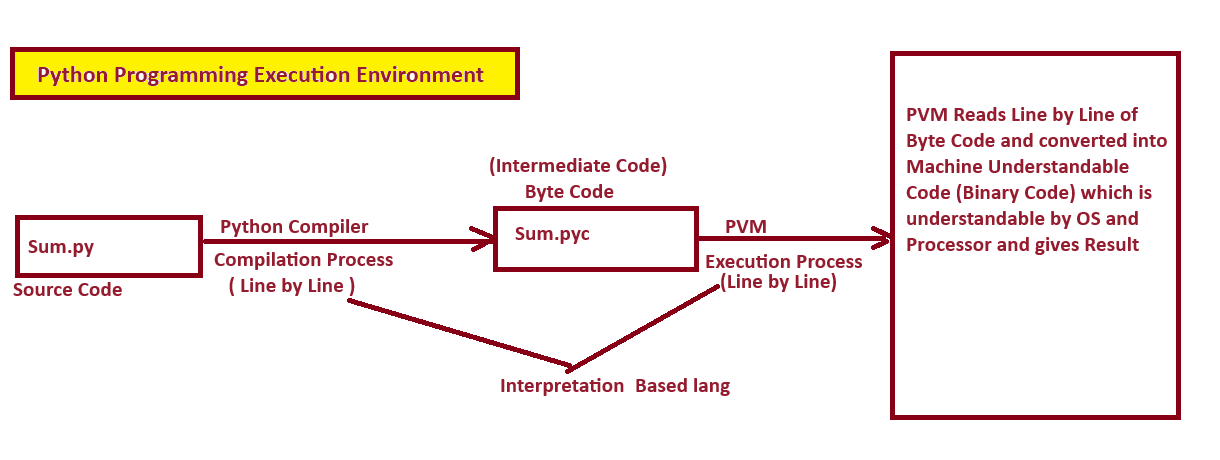 Python Programming Execution Environment
(Intermediate Code)
Byte Code
Sum.py
Source Code
Python Compiler
Compilation Process
( Line by Line )
Sum.pyc
PVM
Execution Process
(Line by Line)
Interpretation Based lang
PVM Reads Line by Line of
Byte Code and converted into
Machine Understandable
Code (Binary Code) which is
understandable by OS and
Processor and gives Result